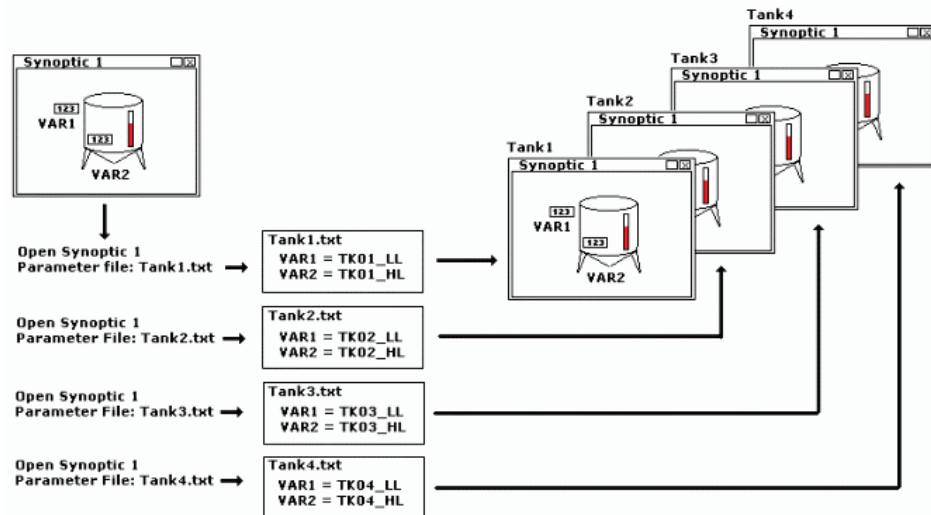 Synoptic 1
123
VAR1
123
VAR2
Open Synoptic 1
Parameter file: Tank1.txt
Tank1.txt
VAR1 = TK01_LL
VAR2 = TK01_HL
Open Synoptic 1
Parameter File: Tank2.txt
Tank2.txt
VAR1 = TK02_LL
VAR2 = TK02_HL
Open Synoptic 1
Parameter File: Tank3.txt
Tank3.txt
VAR1 = TK03_LL
VAR2 = TK03_HL
Open Synoptic 1
Parameter File: Tank4.txt
Tank4.txt
VAR1 = TK04_LL
VAR2 = TK04_HL
Tank4
Synoptic 1
Tank3
Synoptic 1
Tank2
Synoptic 1
Tank1
Synoptic 1
123
VAR1
123
VAR2